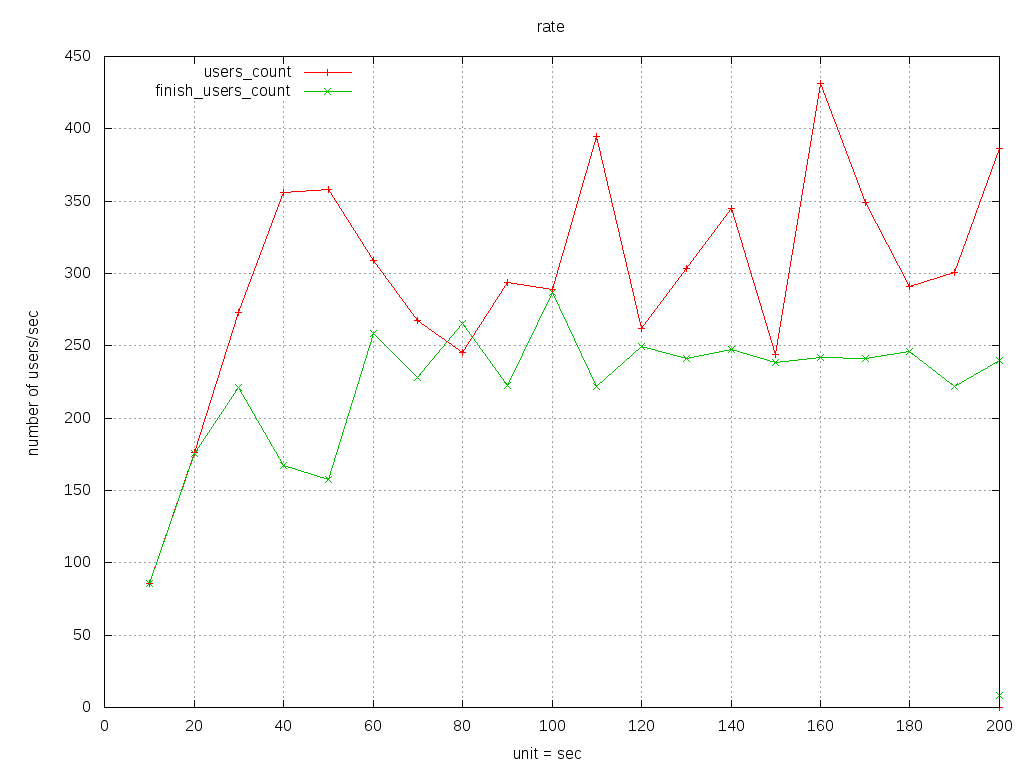 rate
450
400
350
300
250
200
150
100
50
0
users_count
finish_users_count
number of users/sec
0 20 40 60 80 100 120 140 160 180 200
unit = sec